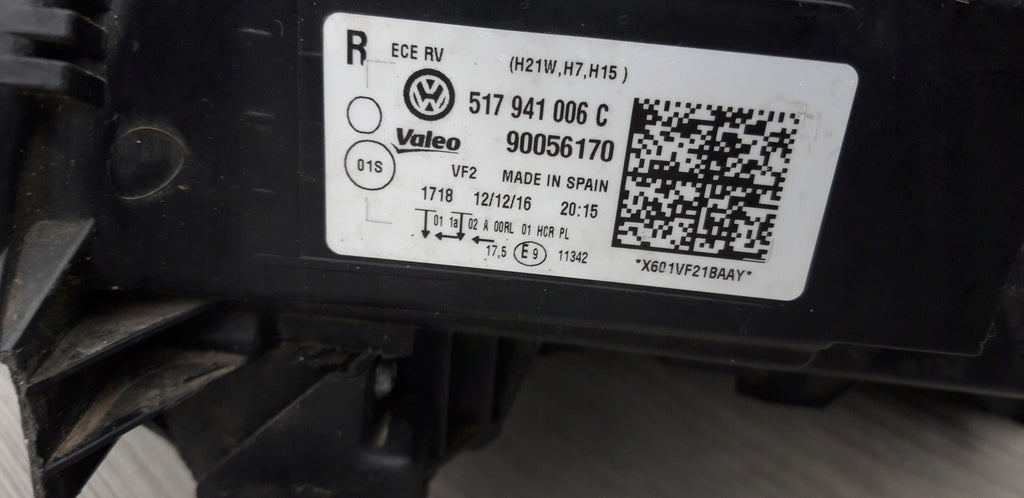 R ECE RV (H21W,H7,H15)
517 941 006 C
Valeo 90056170
01S
VF2 MADE IN SPAIN
1718 12/12/16 20:15
01 1a 02 A 00RL 01 HCR PL
17,5 E9 11342
*X601VF21BAAY*